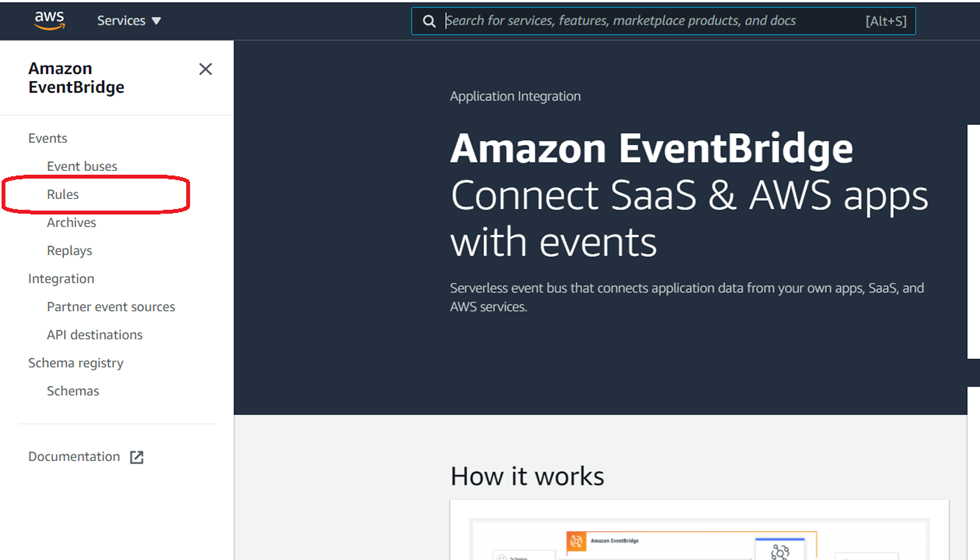 aws
Services
Search for services, features, marketplace products, and docs
[Alt+S]
Amazon
EventBridge
Events
Event buses
Rules
Archives
Replays
Integration
Partner event sources
API destinations
Schema registry
Schemas
Documentation
Application Integration
Amazon EventBridge
Connect SaaS & AWS apps
with events
Serverless event bus that connects application data from your own apps, SaaS, and
AWS services.
How it works
Amazon EventBridge
Schema